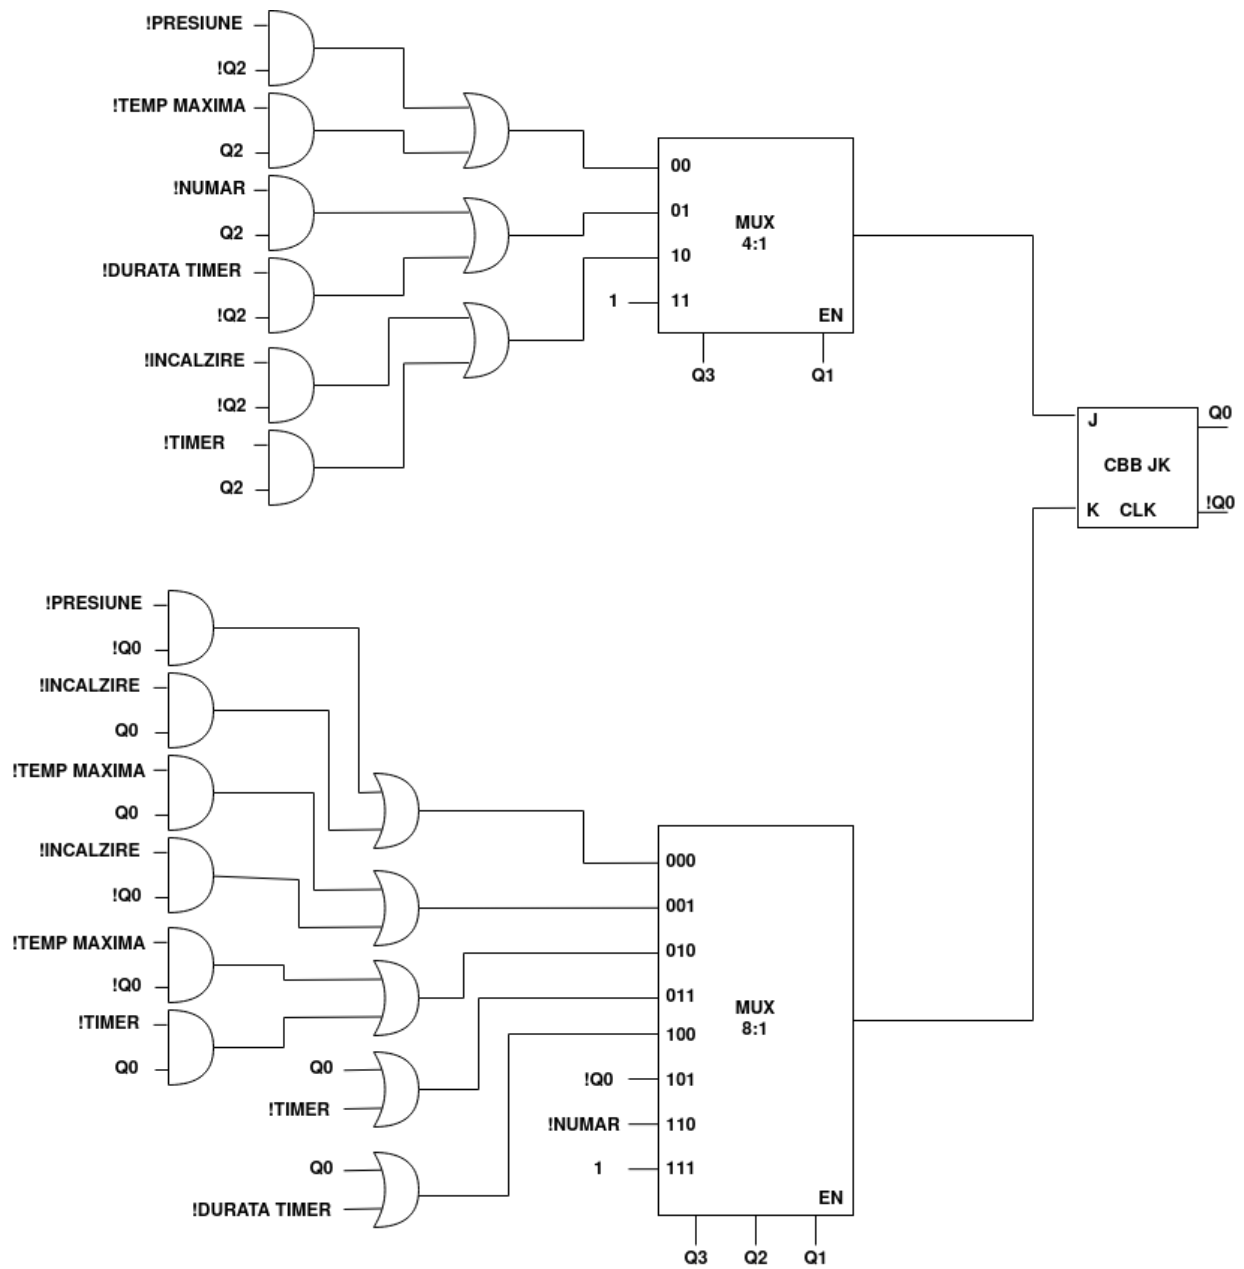 !PRESIUNE
!Q2
!TEMP MAXIMA
Q2
!NUMAR
Q2
!DURATA TIMER
!Q2
!INCALZIRE
!Q2
!TIMER
Q2
00
01
10
1
11
MUX
4:1
EN
Q3
Q1
J
CBB JK
K CLK
Q0
!Q0
!PRESIUNE
!Q0
!INCALZIRE
Q0
!TEMP MAXIMA
Q0
!INCALZIRE
!Q0
!TEMP MAXIMA
!Q0
!TIMER
Q0
Q0
!TIMER
Q0
!DURATA TIMER
000
001
010
011
100
!Q0
101
!NUMAR
110
1
111
MUX
8:1
EN
Q3
Q2
Q1